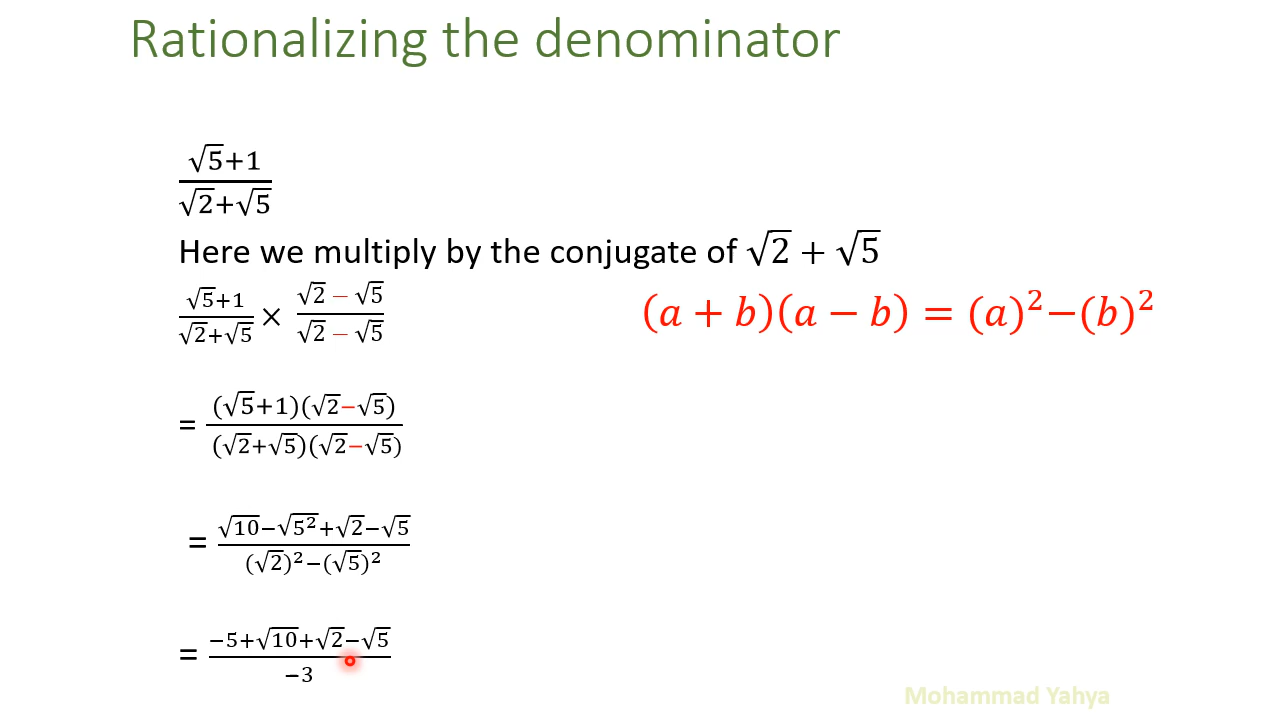 Rationalizing the denominator
(√5+1)/(√2+√5)
Here we multiply by the conjugate of √2 + √5
(√5+1)/(√2+√5) × (√2 − √5)/(√2 − √5)
(a + b)(a − b) = (a)²−(b)²
= ((√5+1)(√2−√5))/((√2+√5)(√2−√5))
= (√10−√5²+√2−√5)/((√2)²−(√5)²)
= (−5+√10+√2−√5)/(−3)
Mohammad Yahya